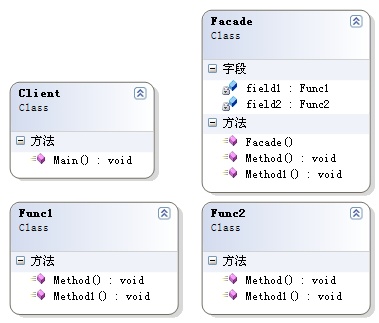 Client
Class
方法
Main() : void
Facade
Class
字段
field1 : Func1
field2 : Func2
方法
Facade()
Method() : void
Method1() : void
Func1
Class
方法
Method() : void
Method1() : void
Func2
Class
方法
Method() : void
Method1() : void